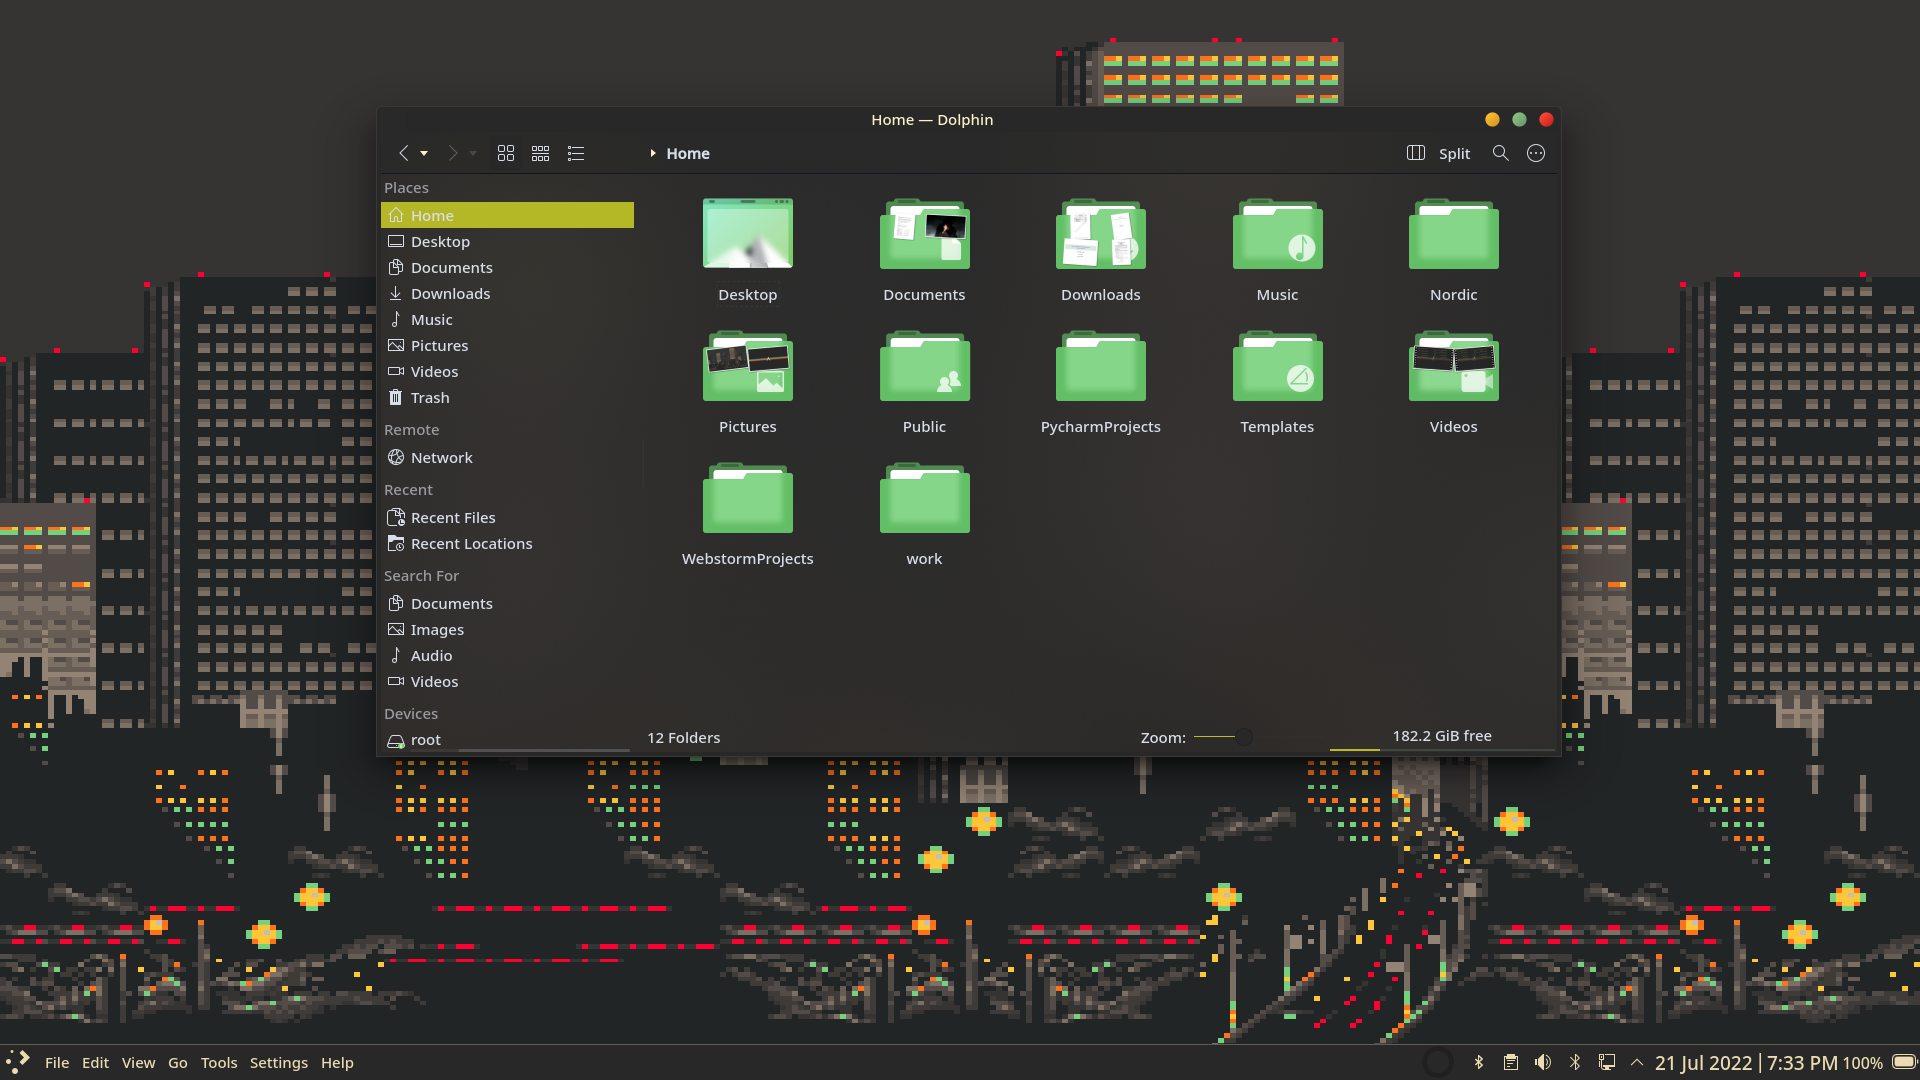 Home — Dolphin
Home
Split
Places
Home
Desktop
Documents
Downloads
Music
Pictures
Videos
Trash
Remote
Network
Recent
Recent Files
Recent Locations
Search For
Documents
Images
Audio
Videos
Devices
root
Desktop
Documents
Downloads
Music
Nordic
Pictures
Public
PycharmProjects
Templates
Videos
WebstormProjects
work
12 Folders
Zoom:
182.2 GiB free
File Edit View Go Tools Settings Help
21 Jul 2022 | 7:33 PM 100%